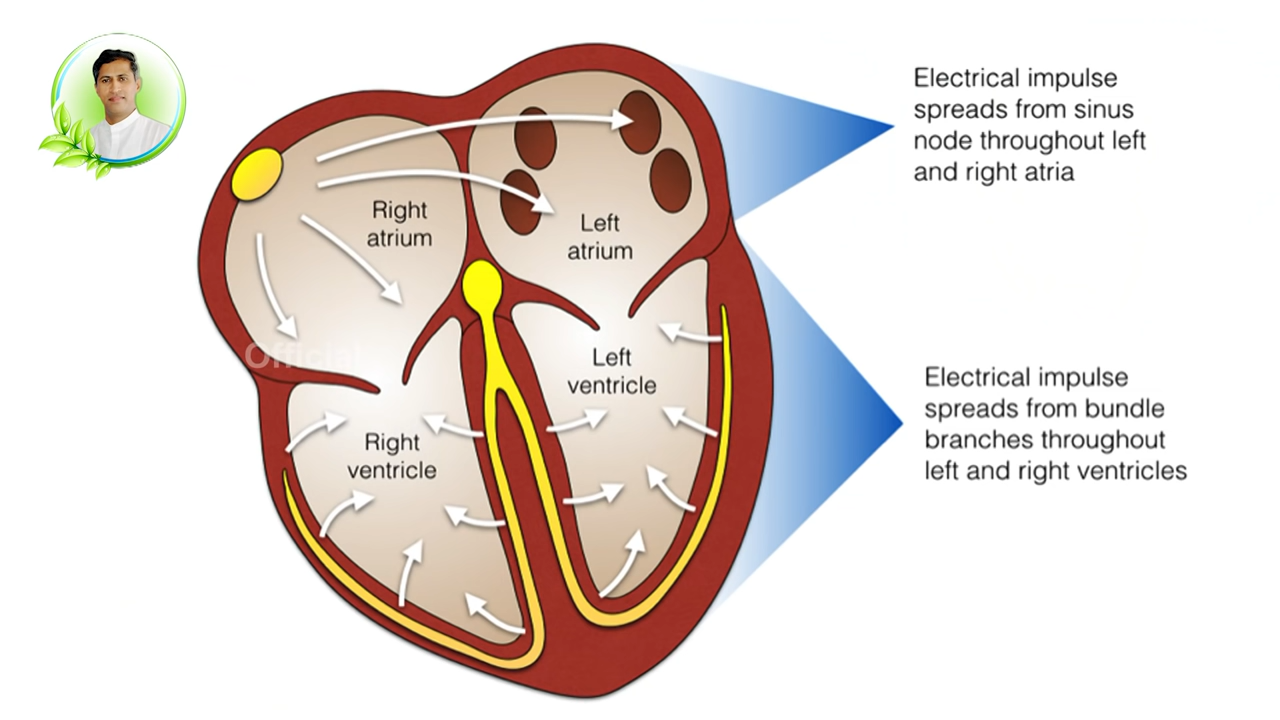 Electrical impulse
spreads from sinus
node throughout left
and right atria
Right
atrium
Left
atrium
Official
Left
ventricle
Right
ventricle
Electrical impulse
spreads from bundle
branches throughout
left and right ventricles